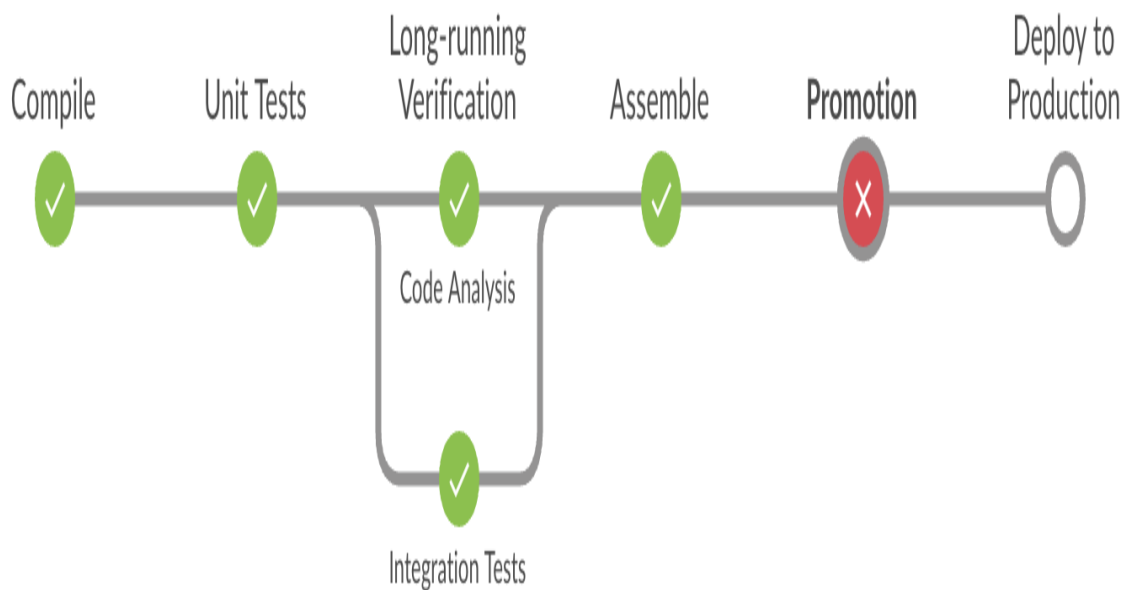 Compile
Unit Tests
Long-running
Verification
Assemble
Promotion
Deploy to
Production
Code Analysis
Integration Tests